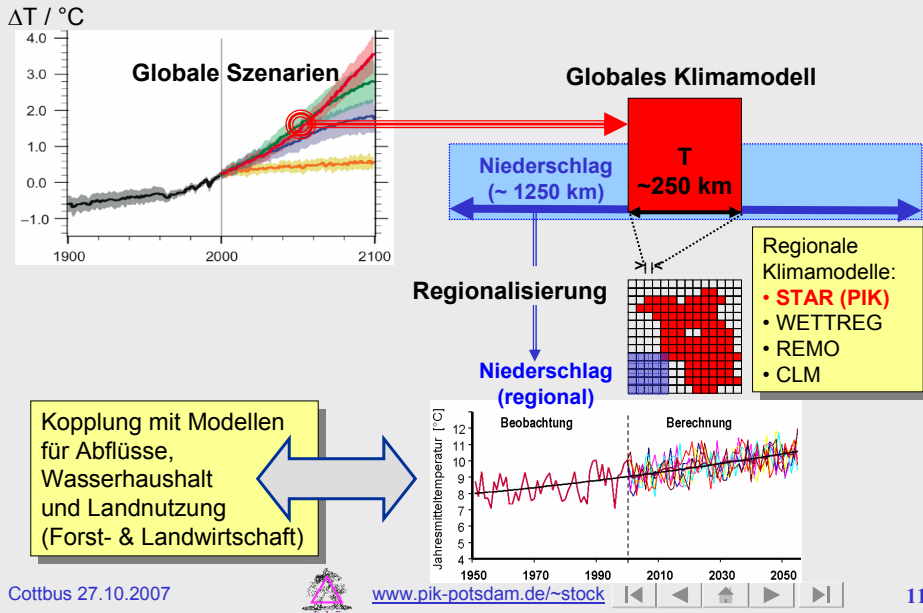 ΔT / °C
4.0
3.0
2.0
1.0
0.0
−1.0
1900
2000
2100
Globale Szenarien
Globales Klimamodell
T
~250 km
Niederschlag
(~ 1250 km)
Regionalisierung
Niederschlag
(regional)
Regionale
Klimamodelle:
• STAR (PIK)
• WETTREG
• REMO
• CLM
Kopplung mit Modellen
für Abflüsse,
Wasserhaushalt
und Landnutzung
(Forst- & Landwirtschaft)
Jahresmitteltemperatur [°C]
Beobachtung
Berechnung
12
11
10
9
8
7
6
5
4
1950
1970
1990
2010
2030
2050
Cottbus 27.10.2007
www.pik-potsdam.de/~stock
11